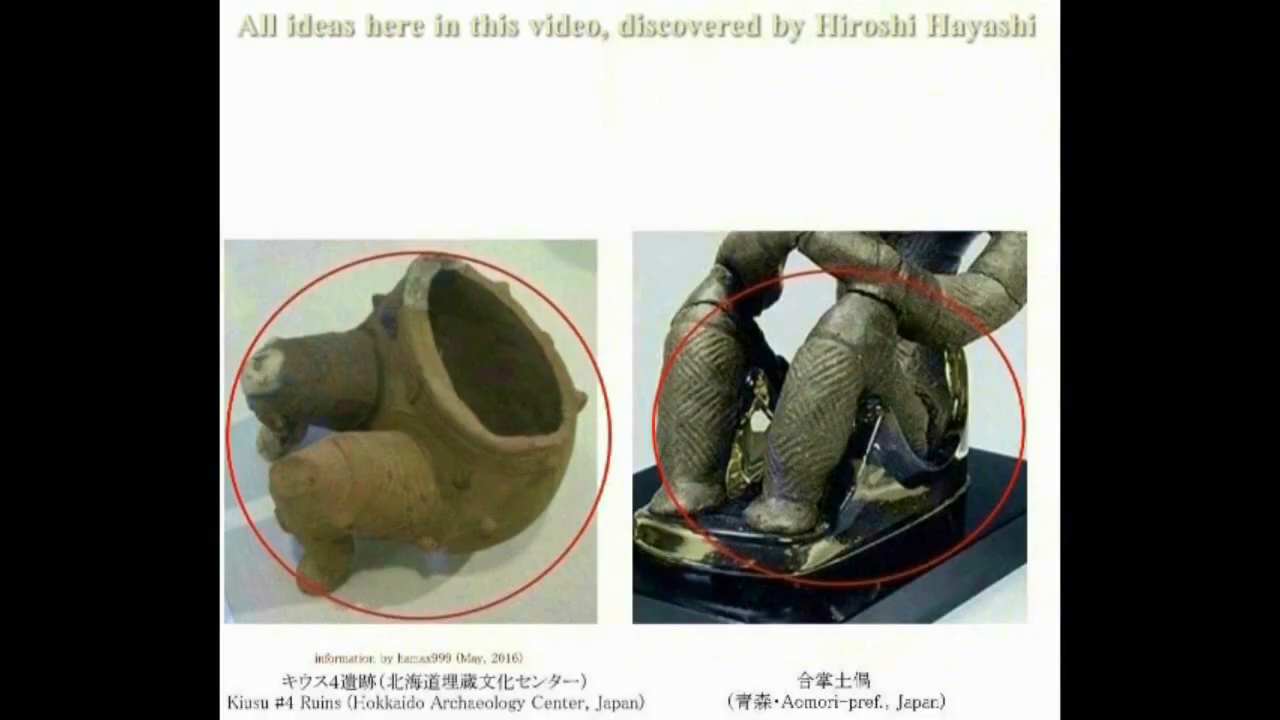 All ideas here in this video, discovered by Hiroshi Hayashi
information by hamax999 (May, 2016)
キウス4遺跡(北海道埋蔵文化センター)
Kiusu #4 Ruins (Hokkaido Archaeology Center, Japan)
合掌土偶
(青森・Aomori-pref., Japan)